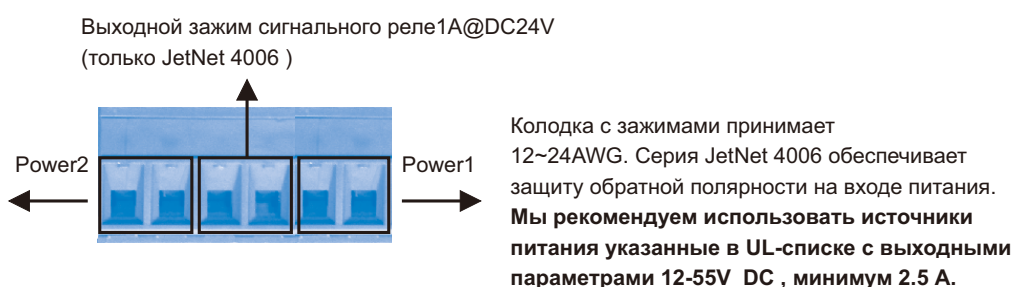 Выходной зажим сигнального реле1A@DC24V
(только JetNet 4006 )
Power2
Power1
Колодка с зажимами принимает
12~24AWG. Серия JetNet 4006 обеспечивает
защиту обратной полярности на входе питания.
Мы рекомендуем использовать источники
питания указанные в UL-списке с выходными
параметрами 12-55V DC , минимум 2.5 А.